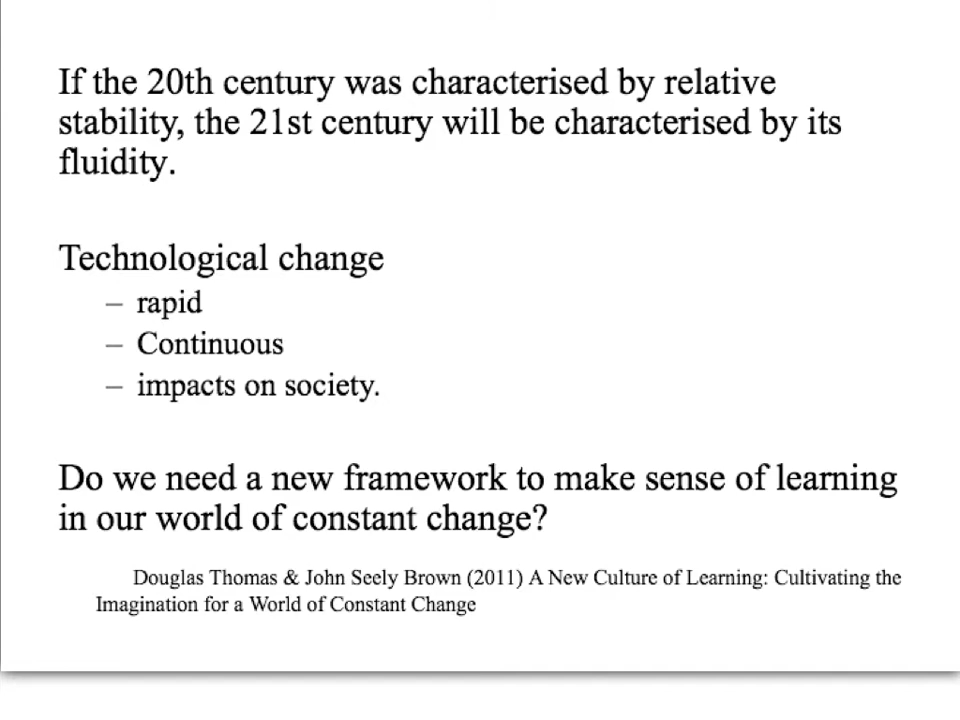 If the 20th century was characterised by relative
stability, the 21st century will be characterised by its
fluidity.
Technological change
– rapid
– Continuous
– impacts on society.
Do we need a new framework to make sense of learning
in our world of constant change?
Douglas Thomas & John Seely Brown (2011) A New Culture of Learning: Cultivating the
Imagination for a World of Constant Change